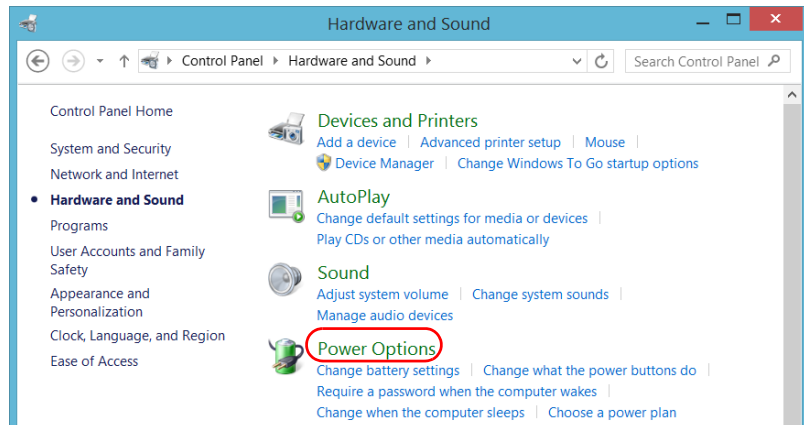 Hardware and Sound
Control Panel Hardware and Sound
Search Control Panel
Control Panel Home
System and Security
Network and Internet
Hardware and Sound
Programs
User Accounts and Family
Safety
Appearance and
Personalization
Clock, Language, and Region
Ease of Access
Devices and Printers
Add a device Advanced printer setup Mouse
Device Manager Change Windows To Go startup options
AutoPlay
Change default settings for media or devices
Play CDs or other media automatically
Sound
Adjust system volume Change system sounds
Manage audio devices
Power Options
Change battery settings Change what the power buttons do
Require a password when the computer wakes
Change when the computer sleeps Choose a power plan